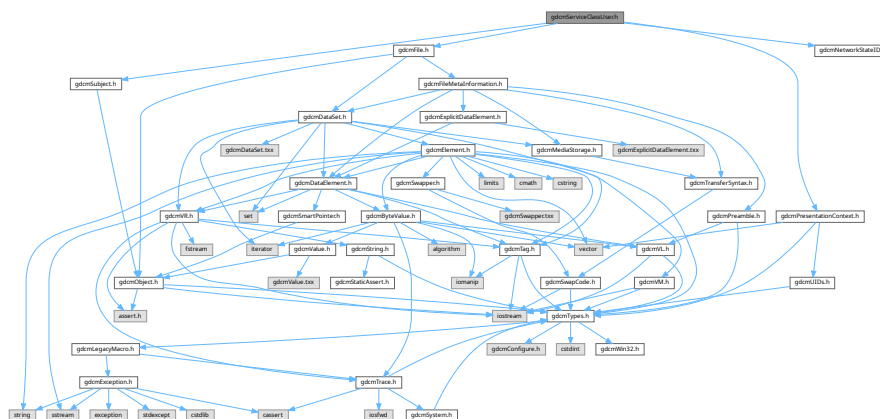 gdcmServiceClassUser.h
gdcmFile.h
gdcmNetworkStateID
gdcmSubject.h
gdcmFileMetaInformation.h
gdcmDataSet.h
gdcmExplicitDataElement.h
gdcmDataSet.txx
gdcmElement.h
gdcmMediaStorage.h
gdcmExplicitDataElement.txx
gdcmDataElement.h
gdcmSwapper.h
limits
cmath
cstring
gdcmTransferSyntax.h
gdcmVR.h
set
gdcmSmartPointer.h
gdcmByteValue.h
gdcmSwapper.txx
gdcmPreamble.h
gdcmPresentationContext.h
fstream
iterator
gdcmValue.h
gdcmString.h
algorithm
gdcmTag.h
vector
gdcmVL.h
gdcmObject.h
gdcmValue.txx
gdcmStaticAssert.h
iomanip
gdcmSwapCode.h
gdcmVM.h
gdcmUIDs.h
assert.h
iostream
gdcmTypes.h
gdcmLegacyMacro.h
gdcmConfigure.h
cstdint
gdcmWin32.h
gdcmException.h
gdcmTrace.h
string
sstream
exception
stdexcept
cstdlib
cassert
iosfwd
gdcmSystem.h